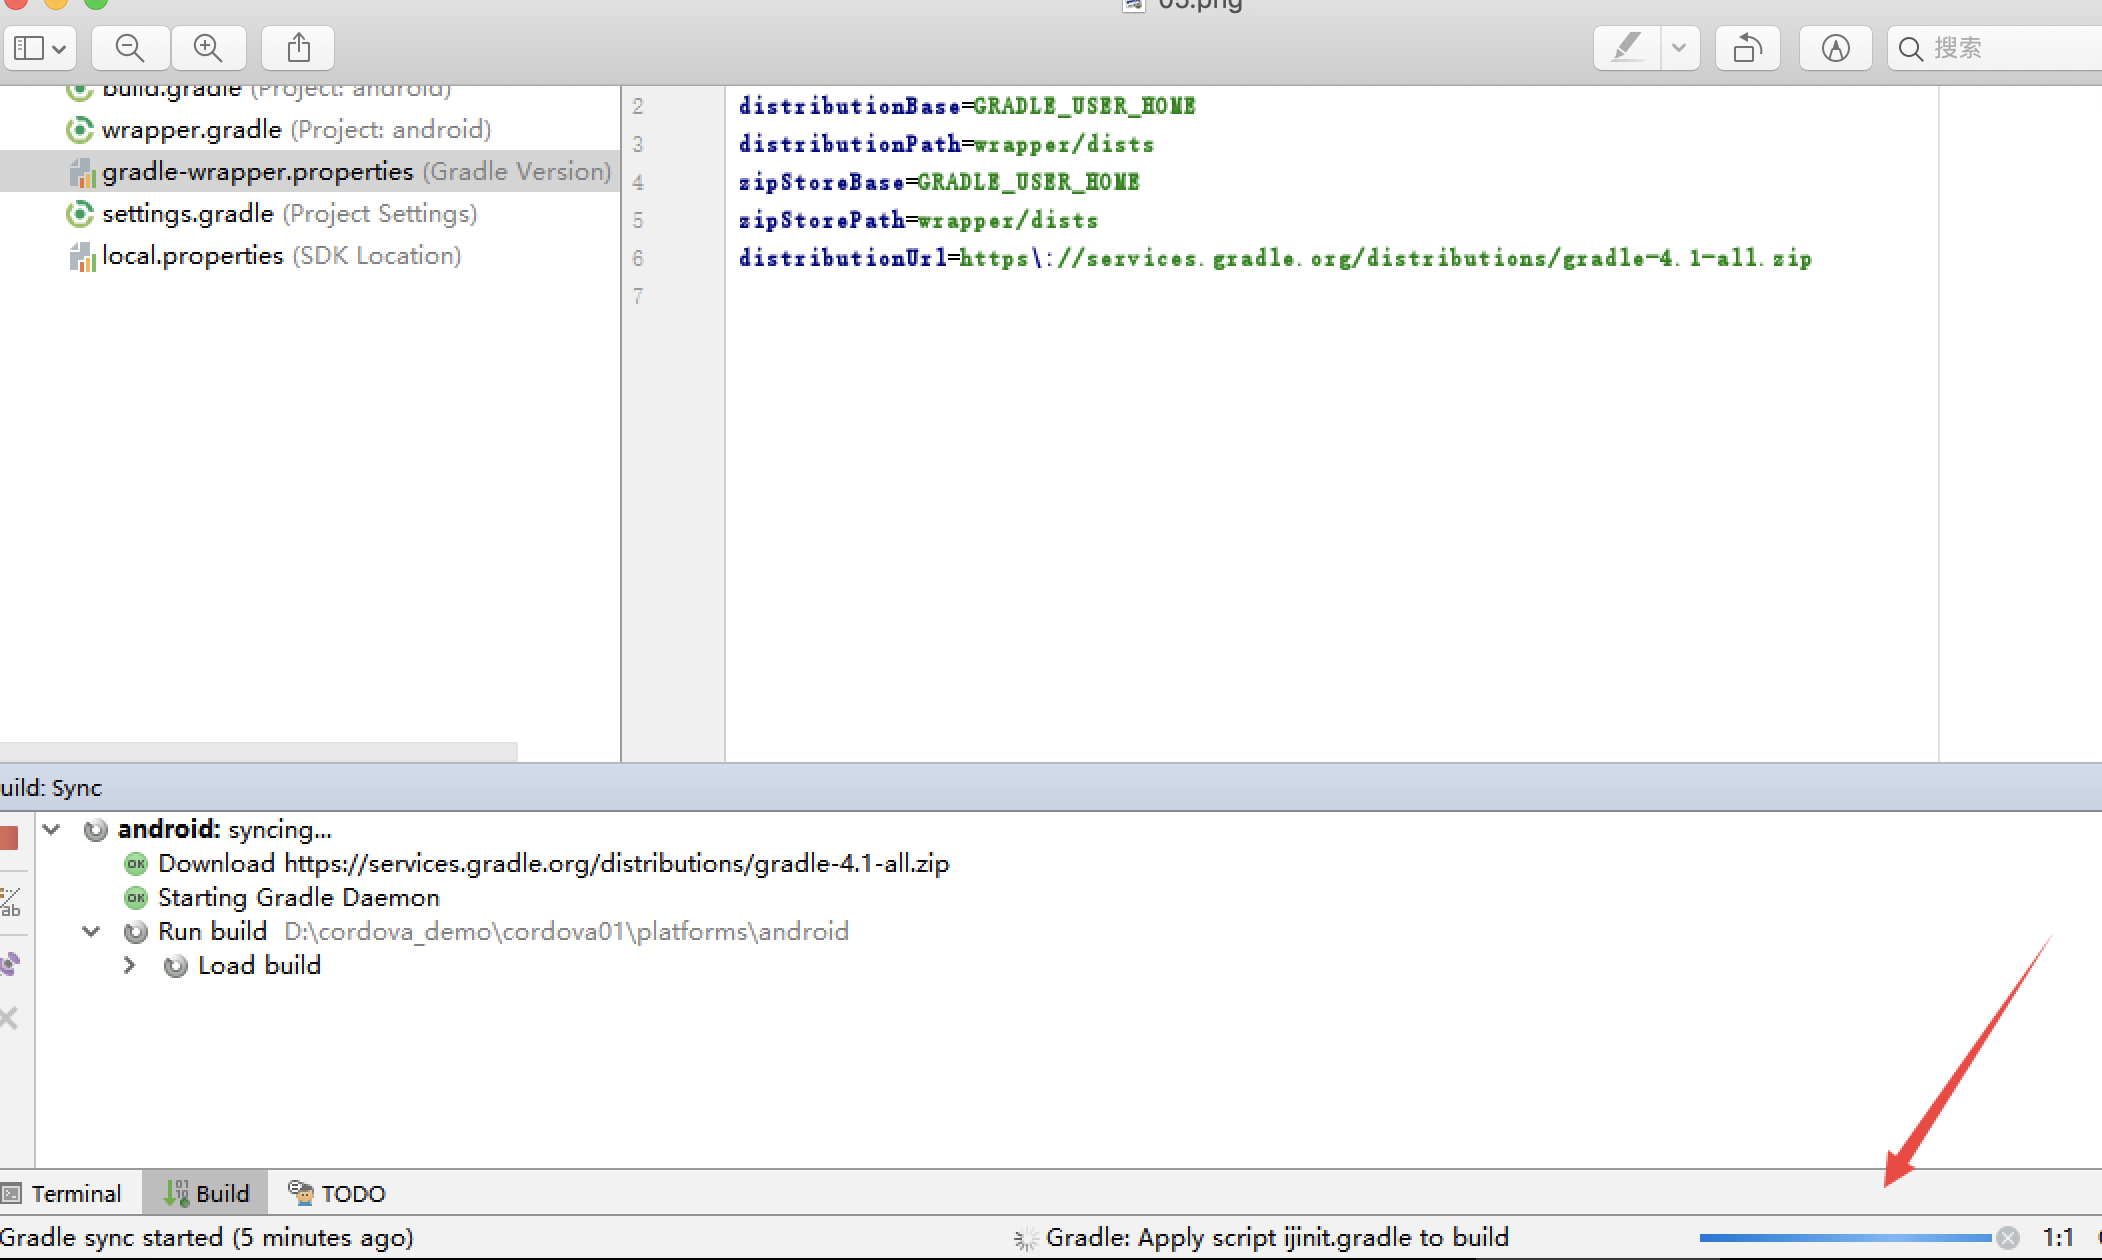 05.png
搜索
build.gradle (Project: android)
wrapper.gradle (Project: android)
gradle-wrapper.properties (Gradle Version)
settings.gradle (Project Settings)
local.properties (SDK Location)
2 distributionBase=GRADLE_USER_HOME
3 distributionPath=wrapper/dists
4 zipStoreBase=GRADLE_USER_HOME
5 zipStorePath=wrapper/dists
6 distributionUrl=https\://services.gradle.org/distributions/gradle-4.1-all.zip
7
uild: Sync
android: syncing...
OK Download https://services.gradle.org/distributions/gradle-4.1-all.zip
OK Starting Gradle Daemon
Run build D:\cordova_demo\cordova01\platforms\android
Load build
ab
Terminal
Build
TODO
Gradle sync started (5 minutes ago)
Gradle: Apply script ijinit.gradle to build
1:1